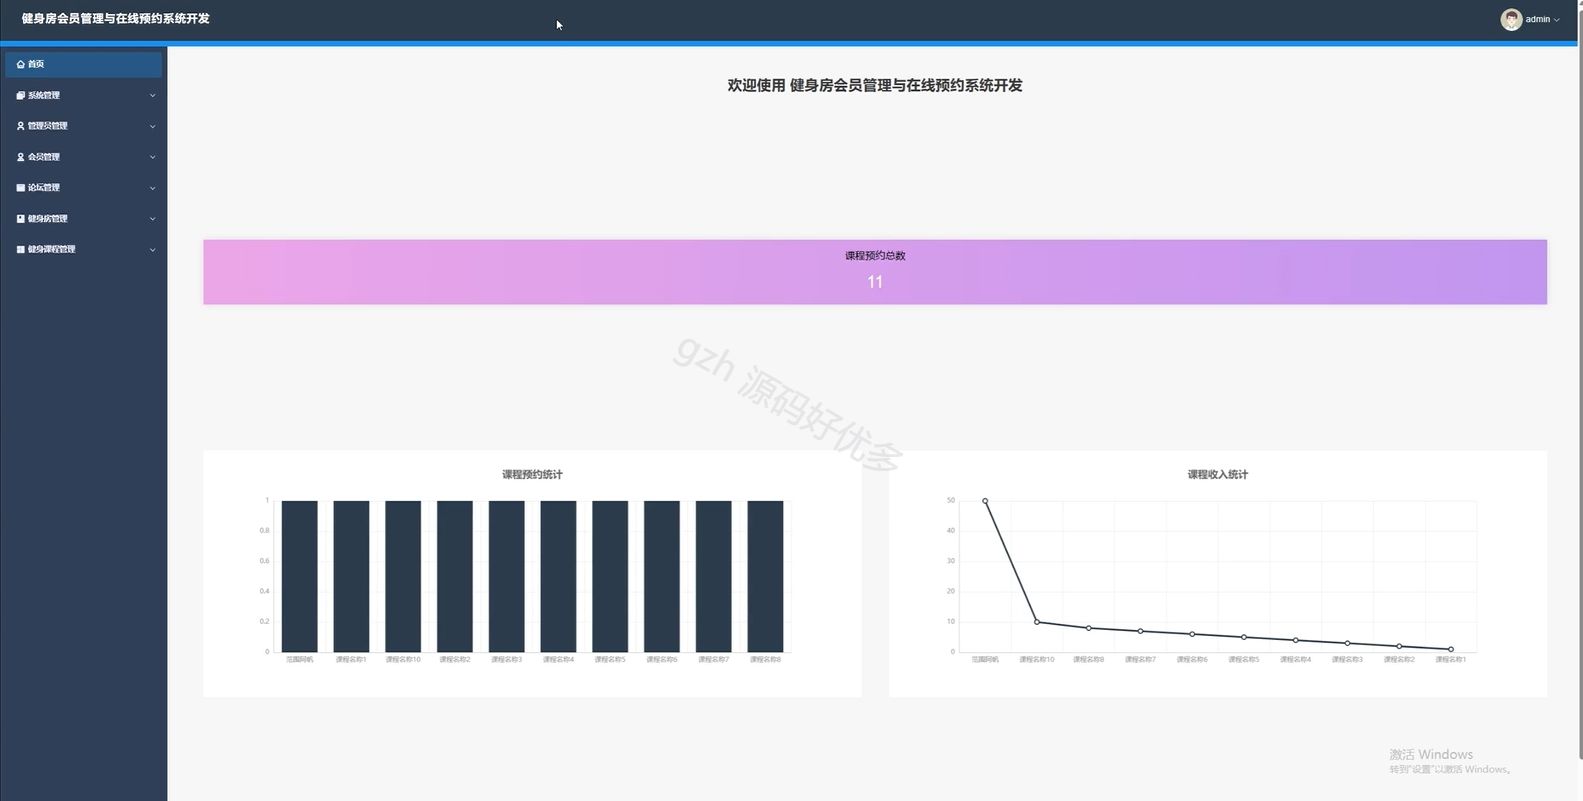 健身房会员管理与在线预约系统开发
admin
首页
系统管理
管理员管理
会员管理
论坛管理
健身房管理
健身课程管理
欢迎使用 健身房会员管理与在线预约系统开发
课程预约总数
11
gzh 源码好优多
课程预约统计
1
0.8
0.6
0.4
0.2
0
课程名称1 课程名称10 课程名称2 课程名称3 课程名称4 课程名称5 课程名称6 课程名称7 课程名称8
课程收入统计
50
40
30
20
10
0
课程名称10 课程名称8 课程名称7 课程名称6 课程名称5 课程名称4 课程名称3 课程名称2 课程名称1
激活 Windows
转到"设置"以激活 Windows。